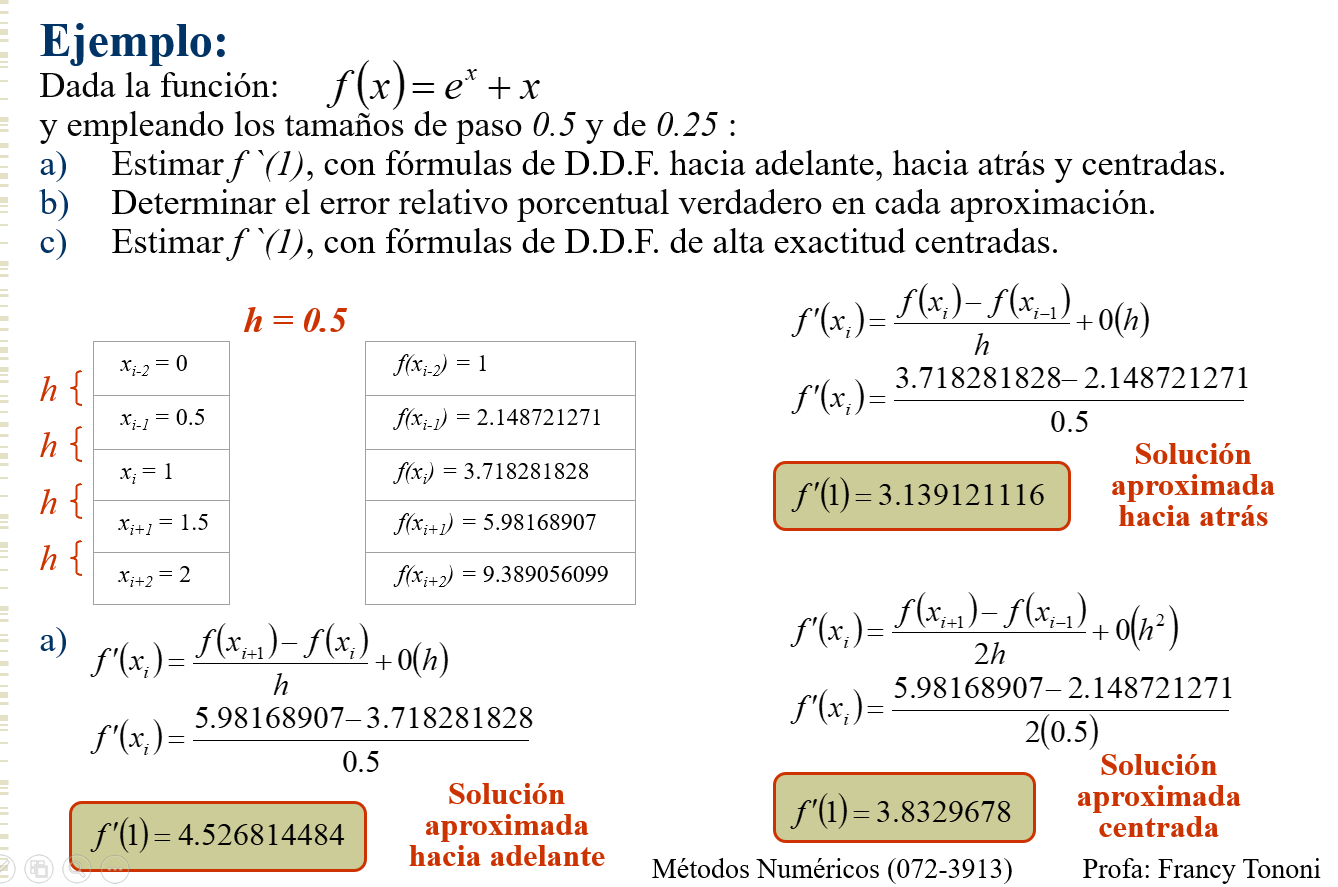 Ejemplo:
Dada la función: f(x) = e^x + x
y empleando los tamaños de paso 0.5 y de 0.25 :
a) Estimar f `(1), con fórmulas de D.D.F. hacia adelante, hacia atrás y centradas.
b) Determinar el error relativo porcentual verdadero en cada aproximación.
c) Estimar f `(1), con fórmulas de D.D.F. de alta exactitud centradas.
h = 0.5
h { h { h { h {
x_{i-2} = 0
x_{i-1} = 0.5
x_i = 1
x_{i+1} = 1.5
x_{i+2} = 2
f(x_{i-2}) = 1
f(x_{i-1}) = 2.148721271
f(x_i) = 3.718281828
f(x_{i+1}) = 5.98168907
f(x_{i+2}) = 9.389056099
a) f'(x_i) = \frac{f(x_{i+1}) – f(x_i)}{h} + 0(h)
f'(x_i) = \frac{5.98168907 – 3.718281828}{0.5}
f'(1) = 4.526814484
Solución
aproximada
hacia adelante
f'(x_i) = \frac{f(x_i) – f(x_{i–1})}{h} + 0(h)
f'(x_i) = \frac{3.718281828 – 2.148721271}{0.5}
f'(1) = 3.139121116
Solución
aproximada
hacia atrás
f'(x_i) = \frac{f(x_{i+1}) – f(x_{i–1})}{2h} + 0(h^2)
f'(x_i) = \frac{5.98168907 – 2.148721271}{2(0.5)}
f'(1) = 3.8329678
Solución
aproximada
centrada
Métodos Numéricos (072-3913) Profa: Francy Tononi